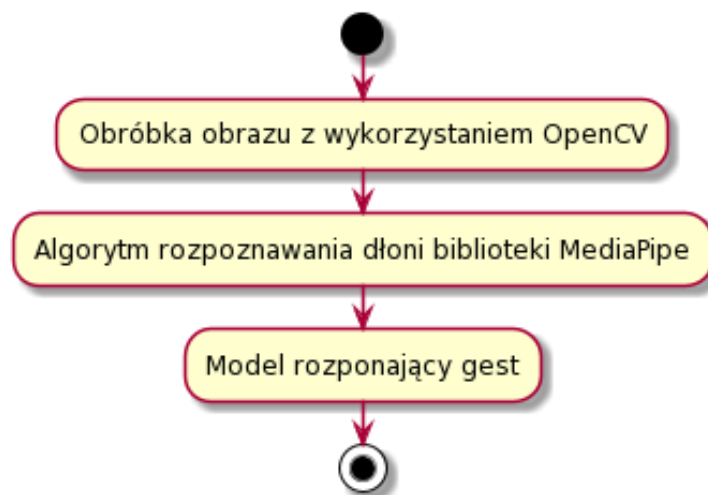 Obróbka obrazu z wykorzystaniem OpenCV
Algorytm rozpoznawania dłoni biblioteki MediaPipe
Model rozponający gest